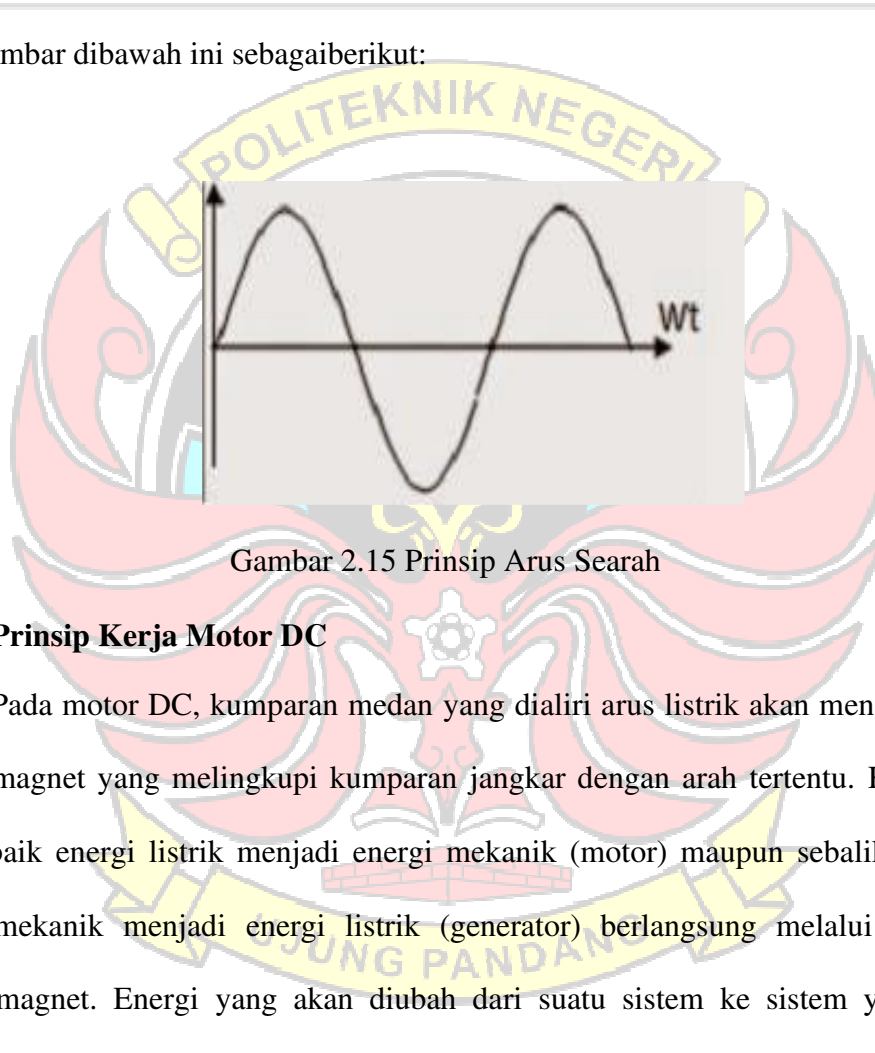 mbar dibawah ini sebagaiberikut:
POLITEKNIK NEGERI
Wt
Gambar 2.15 Prinsip Arus Searah
Prinsip Kerja Motor DC
Pada motor DC, kumparan medan yang dialiri arus listrik akan men
magnet yang melingkupi kumparan jangkar dengan arah tertentu.
baik energi listrik menjadi energi mekanik (motor) maupun sebalik
mekanik menjadi energi listrik (generator) berlangsung melalui
UJUNG PANDANG
magnet. Energi yang akan diubah dari suatu sistem ke sistem y